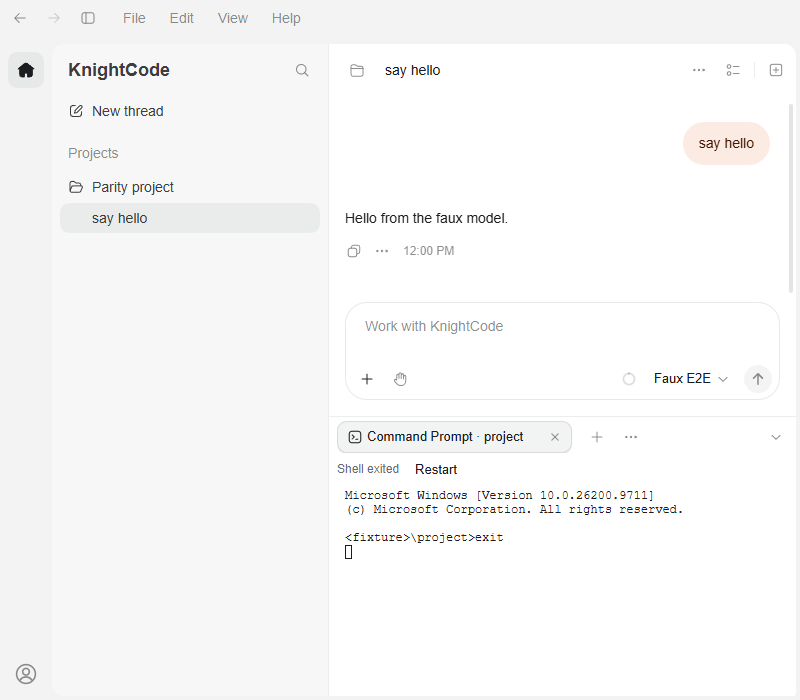 File Edit View Help
KnightCode
New thread
Projects
Parity project
say hello
say hello
say hello
Hello from the faux model.
12:00 PM
Work with KnightCode
Faux E2E
Command Prompt · project
Shell exited Restart
Microsoft Windows [Version 10.0.26200.9711]
(c) Microsoft Corporation. All rights reserved.
<fixture>\project>exit